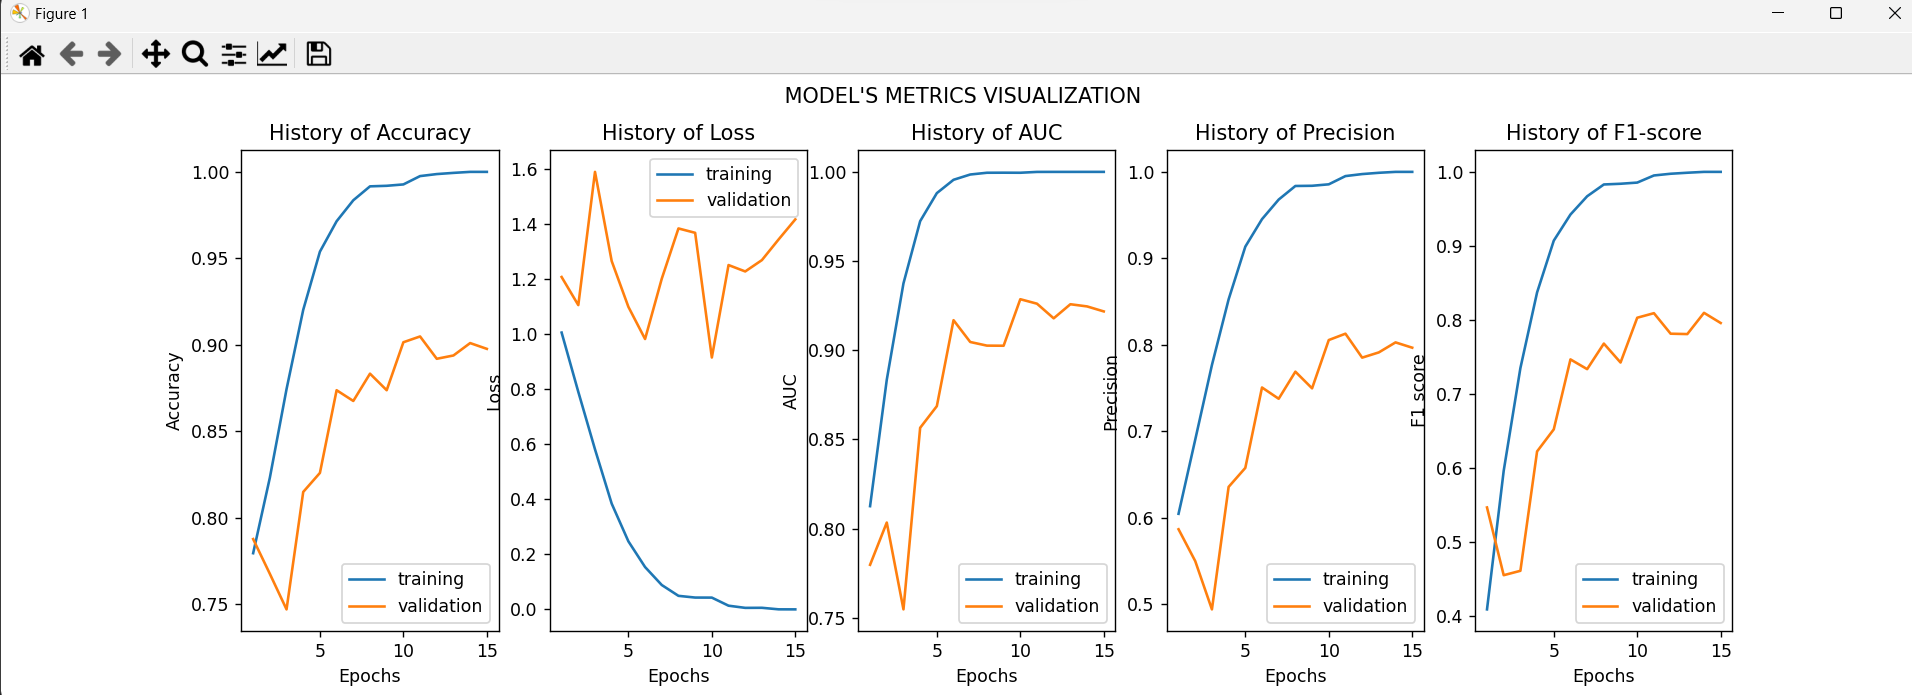 Figure 1
MODEL'S METRICS VISUALIZATION
History of Accuracy
1.00
0.95
0.90
0.85
0.80
0.75
Accuracy
training
validation
5 10 15
Epochs
History of Loss
1.6
1.4
1.2
1.0
0.8
0.6
0.4
0.2
0.0
Loss
training
validation
5 10 15
Epochs
History of AUC
1.00
0.95
0.90
0.85
0.80
0.75
AUC
training
validation
5 10 15
Epochs
History of Precision
1.0
0.9
0.8
0.7
0.6
0.5
Precision
training
validation
5 10 15
Epochs
History of F1-score
1.0
0.9
0.8
0.7
0.6
0.5
0.4
F1 score
training
validation
5 10 15
Epochs